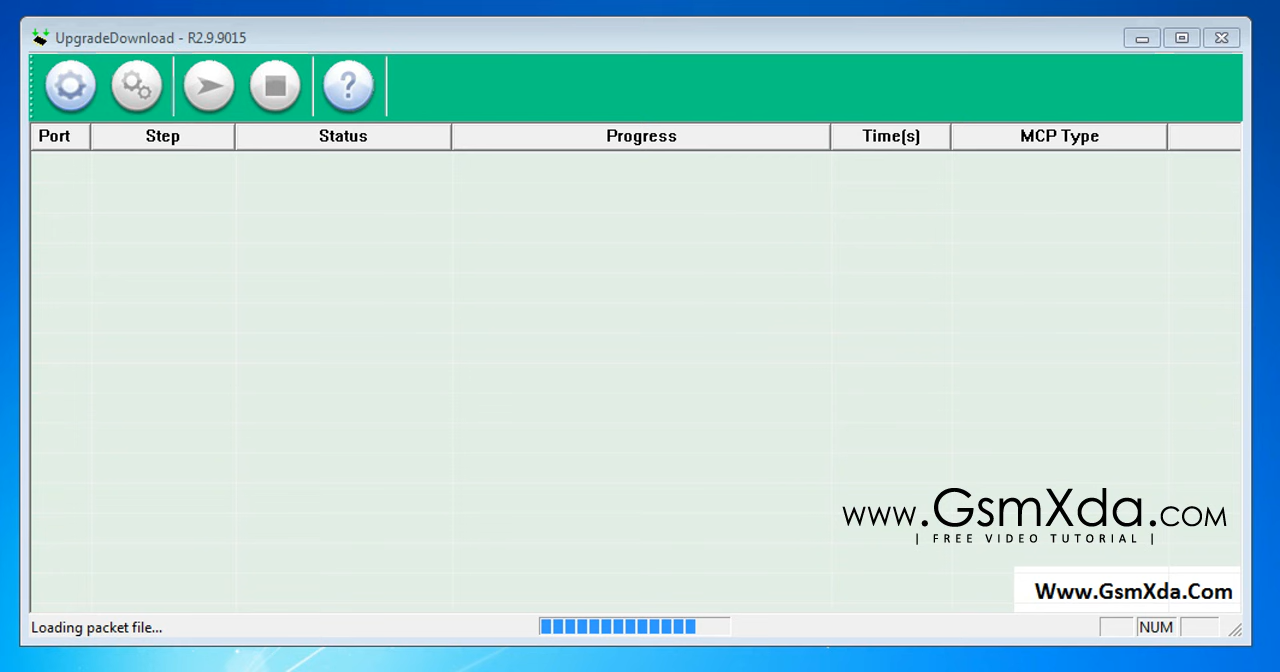 UpgradeDownload - R2.9.9015
?
Port Step Status Progress Time(s) MCP Type
www.GsmXda.com
| FREE VIDEO TUTORIAL |
Www.GsmXda.Com
Loading packet file... NUM